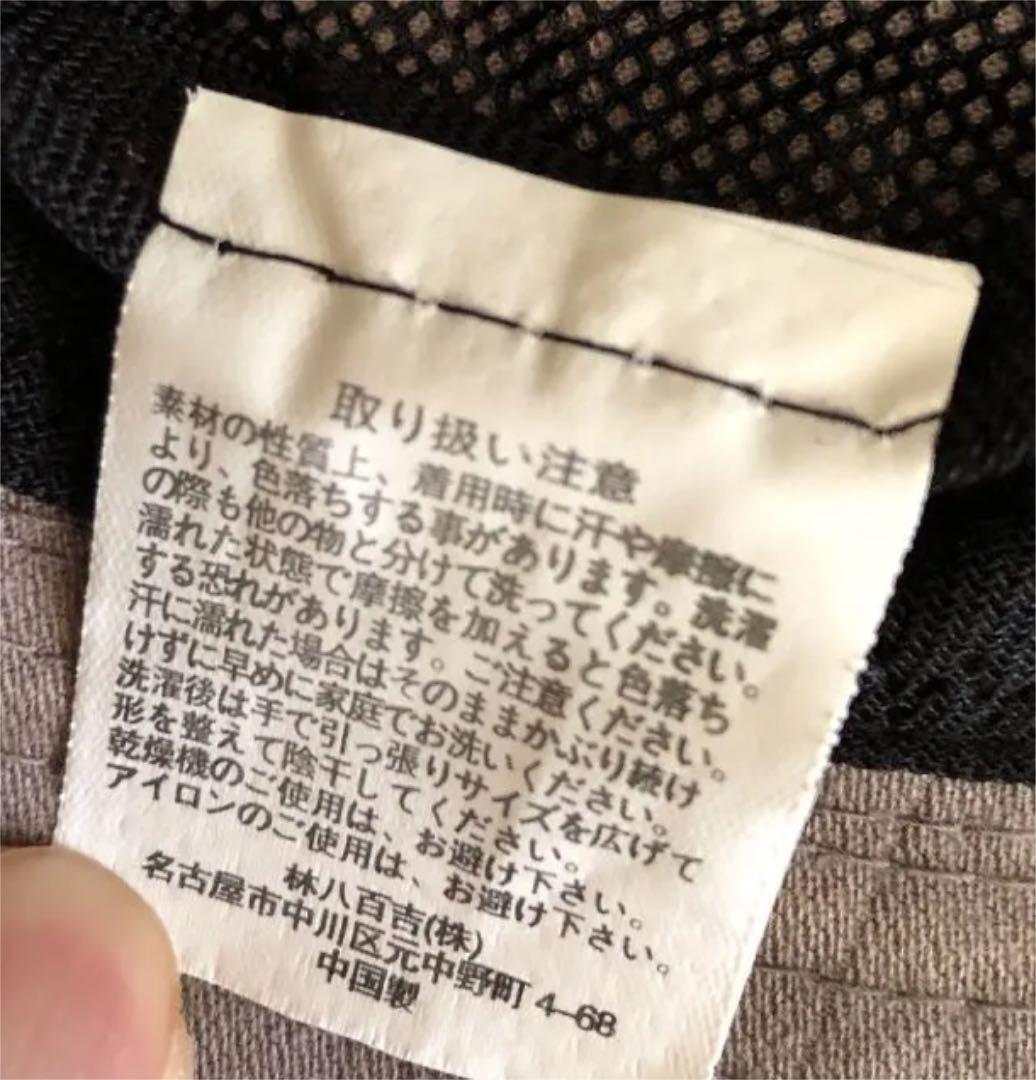 取り扱い注意
素材の性質上、着用時に汗や摩擦に
より、色落ちする事があります。洗濯
の際も他の物と分けて洗ってください。
濡れた状態で摩擦を加えると色落ち
する恐れがあります。ご注意ください。
汗に濡れた場合はそのままかぶり続け
けずに早めに家庭でお洗いください。
洗濯後は手で引っ張りサイズを広げて
形を整えて陰干してください。
乾燥機のご使用は、お避け下さい。
アイロンのご使用は、お避け下さい。
林八百吉(株)
名古屋市中川区元中野町 4-68
中国製